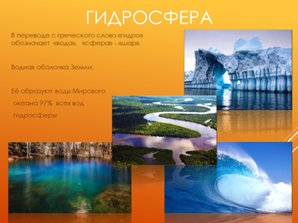 ГИДРОСФЕРА
В переводе с греческого слово «гидро»
обозначает «вода», «сфера» - «шар».
Водная оболочка Земли.
Её образуют воды Мирового
океана 97% всех вод
гидросферы